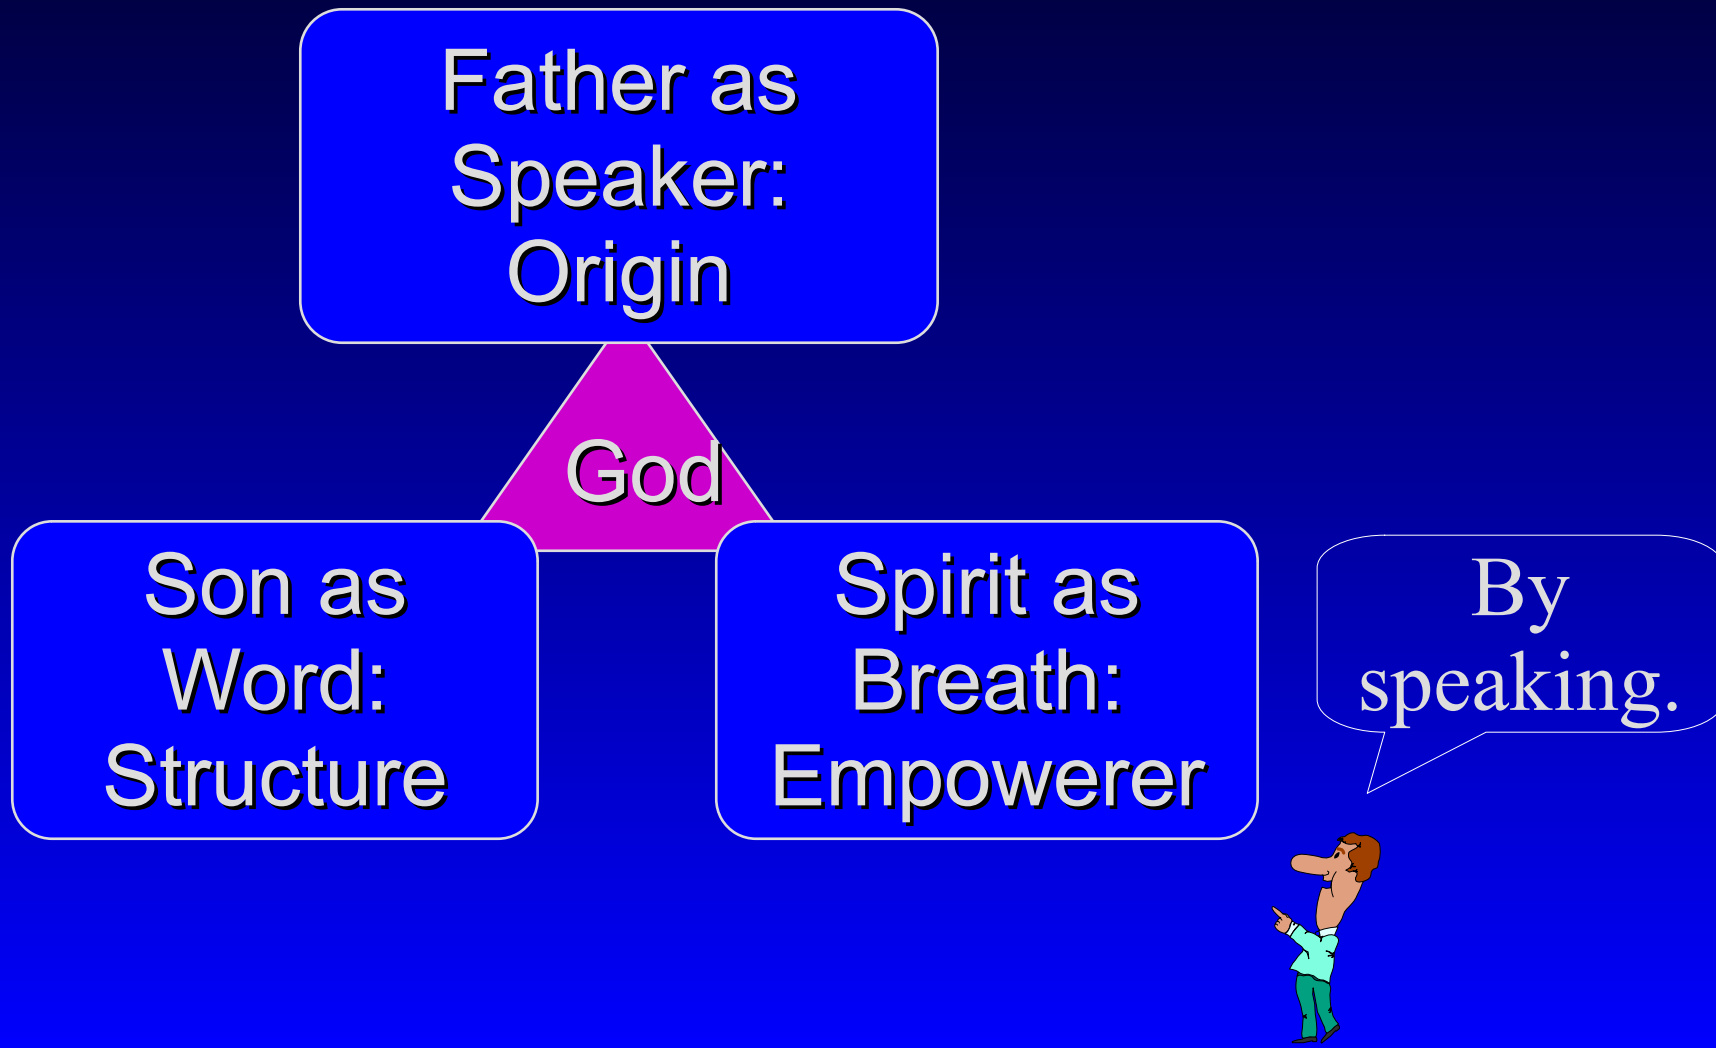 Father as
Speaker:
Origin
God
Son as
Word:
Structure
Spirit as
Breath:
Empowerer
By
speaking.